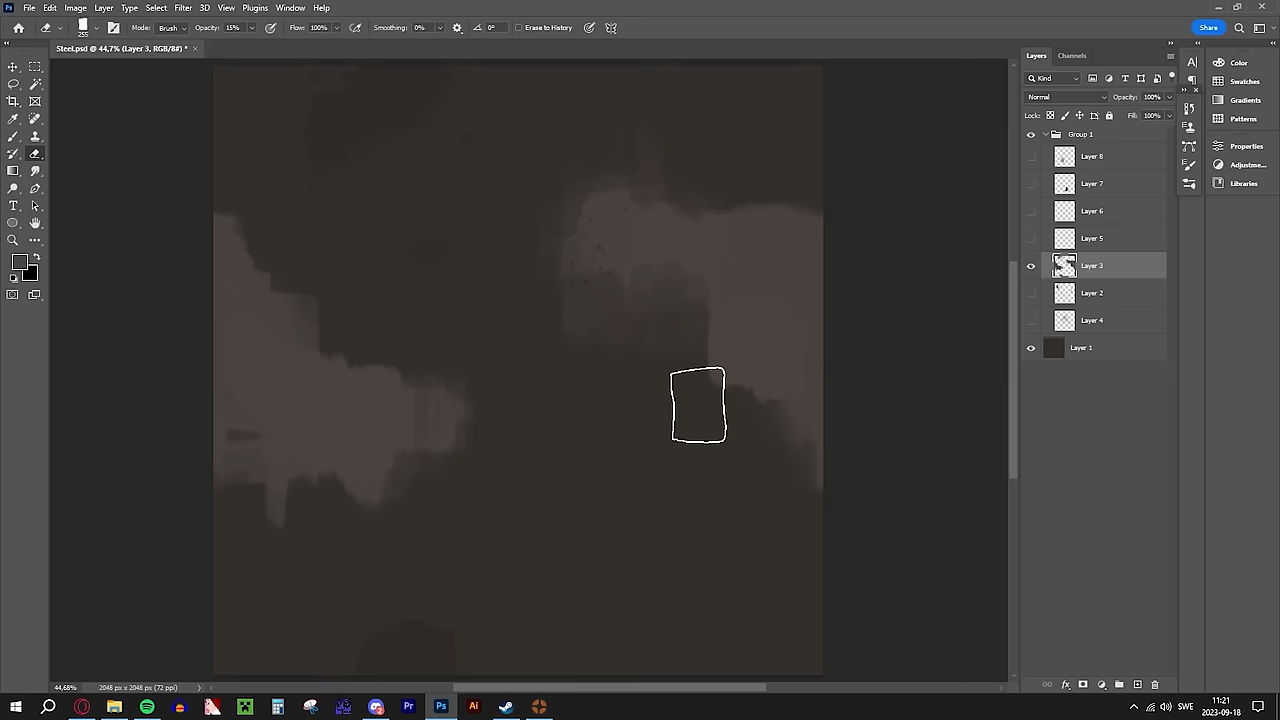 File Edit Image Layer Type Select Filter 3D View Plugins Window Help
255 Mode: Brush Opacity: 15% Flow: 100% Smoothing: 0% 0° Erase to History Share
Steel.psd @ 44,7% (Layer 3, RGB/8#) *
Layers Channels
Kind
Normal Opacity: 100%
Lock: Fill: 100%
Group 1
Layer 8
Layer 7
Layer 6
Layer 5
Layer 3
Layer 2
Layer 4
Layer 1
Color
Swatches
Gradients
Patterns
Properties
Adjustme...
Libraries
44,68% 2048 px x 2048 px (72 ppi)
SWE
11:21
2023-09-18